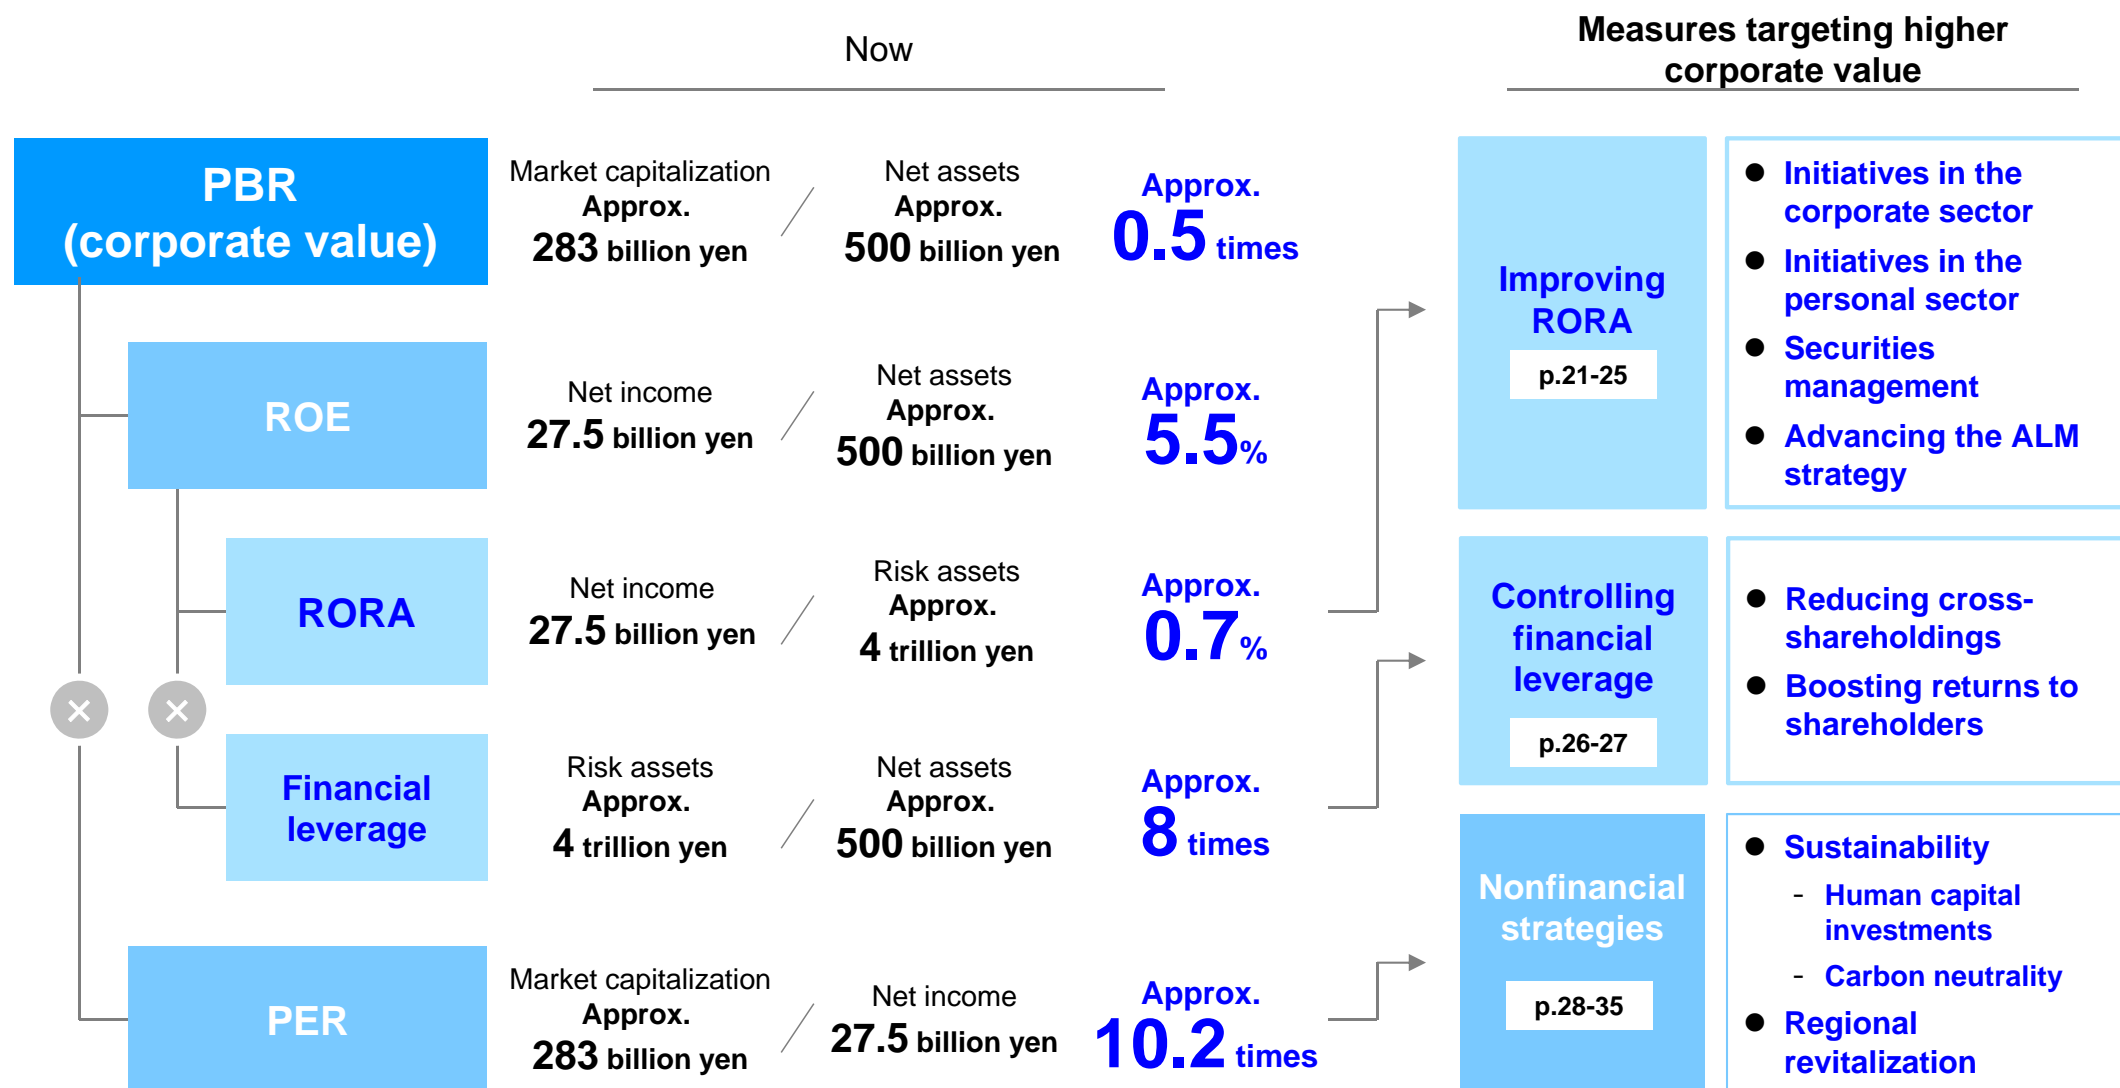 Now
Measures targeting higher
corporate value
PBR
(corporate value)
Market capitalization
Approx.
283 billion yen
Net assets
Approx.
500 billion yen
Approx.
0.5 times
ROE
Net income
27.5 billion yen
Net assets
Approx.
500 billion yen
Approx.
5.5%
RORA
Net income
27.5 billion yen
Risk assets
Approx.
4 trillion yen
Approx.
0.7%
Financial
leverage
Risk assets
Approx.
4 trillion yen
Net assets
Approx.
500 billion yen
Approx.
8 times
PER
Market capitalization
Approx.
283 billion yen
Net income
27.5 billion yen
Approx.
10.2 times
×
×
Improving
RORA
p.21-25
● Initiatives in the
corporate sector
● Initiatives in the
personal sector
● Securities
management
● Advancing the ALM
strategy
Controlling
financial
leverage
p.26-27
● Reducing cross-
shareholdings
● Boosting returns to
shareholders
Nonfinancial
strategies
p.28-35
● Sustainability
- Human capital
investments
- Carbon neutrality
● Regional
revitalization